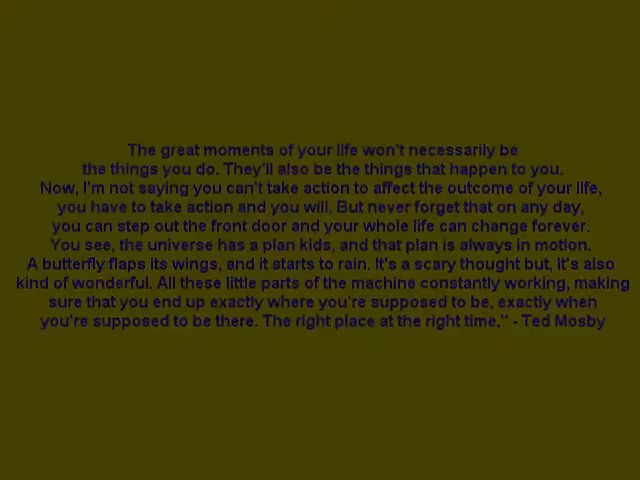 The great moments of your life won't necessarily be
the things you do. They'll also be the things that happen to you.
Now, I'm not saying you can't take action to affect the outcome of your life,
you have to take action and you will. But never forget that on any day,
you can step out the front door and your whole life can change forever.
You see, the universe has a plan kids, and that plan is always in motion.
A butterfly flaps its wings, and it starts to rain. It's a scary thought but, it's also
kind of wonderful. All these little parts of the machine constantly working, making
sure that you end up exactly where you're supposed to be, exactly when
you're supposed to be there. The right place at the right time." - Ted Mosby